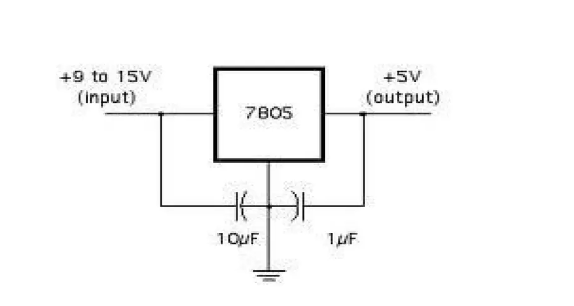 +9 to 15V
(input)
7805
+5V
(output)
10µF
1µF